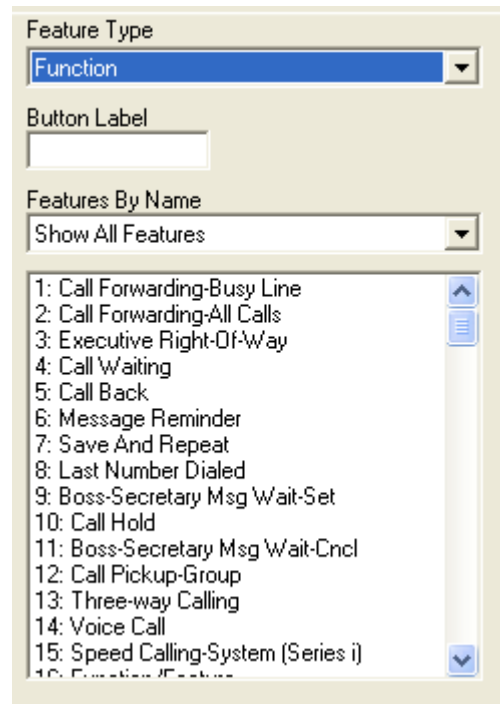 Feature Type
Function
Button Label
Features By Name
Show All Features
1: Call Forwarding-Busy Line
2: Call Forwarding-All Calls
3: Executive Right-Of-Way
4: Call Waiting
5: Call Back
6: Message Reminder
7: Save And Repeat
8: Last Number Dialed
9: Boss-Secretary Msg Wait-Set
10: Call Hold
11: Boss-Secretary Msg Wait-Cncl
12: Call Pickup-Group
13: Three-way Calling
14: Voice Call
15: Speed Calling-System (Series i)
16: Function/Feature